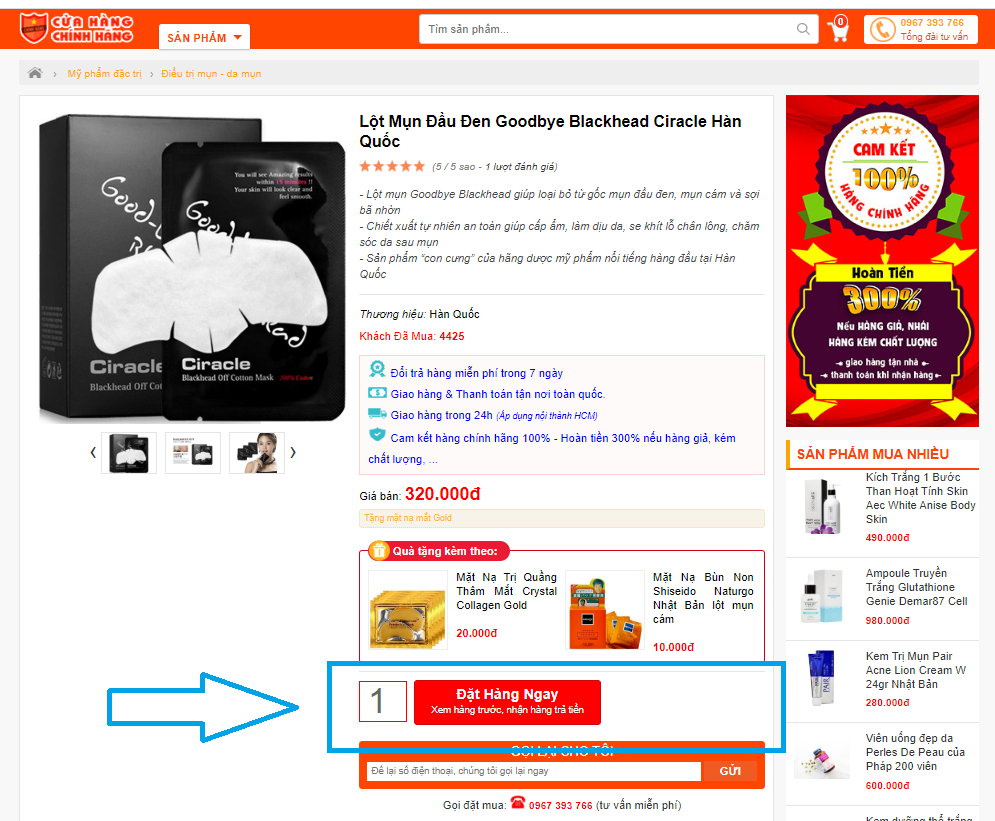 CỬA HÀNG
CHÍNH HÃNG
SẢN PHẨM
Tìm sản phẩm...
0
0967 393 766
Tổng đài tư vấn
Mỹ phẩm đặc trị › Điều trị mụn - da mụn
You will see Amazing results
within 15 minutes !!
Your skin will look clear and
feel smooth.
Ciracle
Blackhead Off Cotton Mask
Ciracle
Blackhead Off Cotton Mask 100% Cotton
Lột Mụn Đầu Đen Goodbye Blackhead Ciracle Hàn
Quốc
(5 / 5 sao - 1 lượt đánh giá)
- Lột mụn Goodbye Blackhead giúp loại bỏ từ gốc mụn đầu đen, mụn cám và sợi
bã nhờn
- Chiết xuất tự nhiên an toàn giúp cấp ẩm, làm dịu da, se khít lỗ chân lông, chăm
sóc da sau mụn
- Sản phẩm “con cưng” của hãng dược mỹ phẩm nổi tiếng hàng đầu tại Hàn
Quốc
Thương hiệu: Hàn Quốc
Khách Đã Mua: 4425
Đổi trả hàng miễn phí trong 7 ngày
Giao hàng & Thanh toán tận nơi toàn quốc.
Giao hàng trong 24h (Áp dụng nội thành HCM)
Cam kết hàng chính hãng 100% - Hoàn tiền 300% nếu hàng giả, kém
chất lượng, ...
Giá bán: 320.000đ
Tặng mặt nạ mắt Gold
Quà tặng kèm theo:
Mặt Nạ Trị Quầng
Thâm Mắt Crystal
Collagen Gold
20.000đ
Mặt Nạ Bùn Non
Shiseido Naturgo
Nhật Bản lột mụn
cám
10.000đ
1
Đặt Hàng Ngay
Xem hàng trước, nhận hàng trả tiền
GỌI LẠI CHO TÔI
Để lại số điện thoại, chúng tôi gọi lại ngay
GỬI
Gọi đặt mua: 0967 393 766 (tư vấn miễn phí)
CAM KẾT
100%
HÀNG CHÍNH HÃNG
Hoàn Tiền
300%
NẾU HÀNG GIẢ, NHÁI
HÀNG KÉM CHẤT LƯỢNG
giao hàng tận nhà
thanh toán khi nhận hàng
SẢN PHẨM MUA NHIỀU
Kích Trắng 1 Bước
Than Hoạt Tính Skin
Aec White Anise Body
Skin
490.000đ
Ampoule Truyền
Trắng Glutathione
Genie Demar87 Cell
980.000đ
Kem Trị Mụn Pair
Acne Lion Cream W
24gr Nhật Bản
280.000đ
Viên uống đẹp da
Perles De Peau của
Pháp 200 viên
600.000đ
Kem dưỡng thể trắng